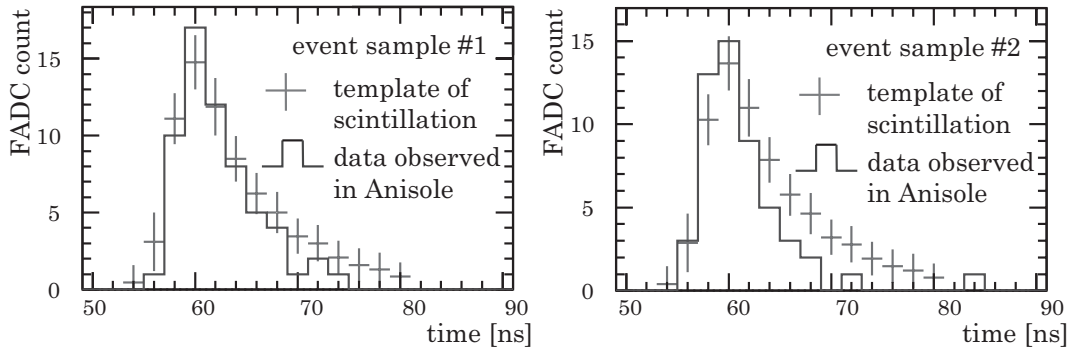 FADC count
15
10
5
0
event sample #1
template of
scintillation
data observed
in Anisole
50
60
70
80
90
time [ns]
FADC count
15
10
5
0
event sample #2
template of
scintillation
data observed
in Anisole
50
60
70
80
90
time [ns]